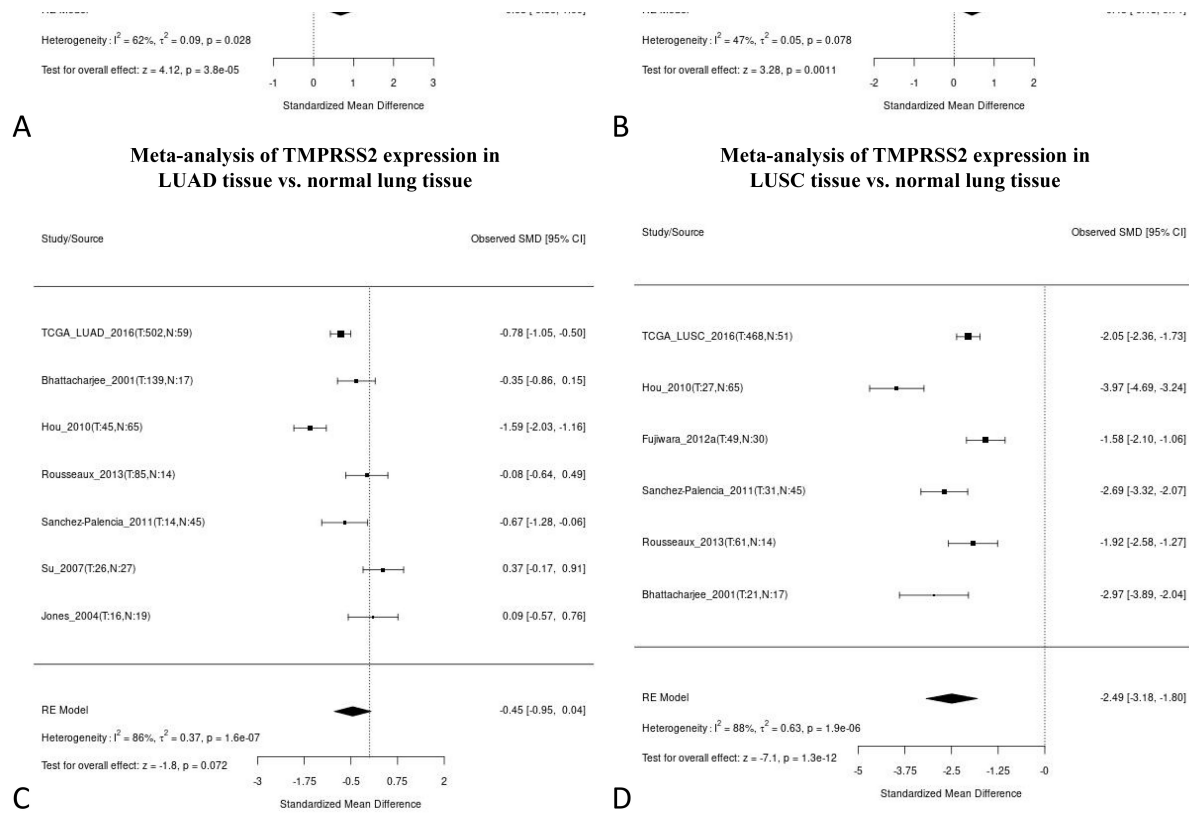 RE Model
RE Model
Heterogeneity: I² = 62%, τ² = 0.09, p = 0.028
Test for overall effect: z = 4.12, p = 3.8e-05
-1 0 1 2 3
Standardized Mean Difference
A
Heterogeneity: I² = 47%, τ² = 0.05, p = 0.078
Test for overall effect: z = 3.28, p = 0.0011
-2 -1 0 1 2
Standardized Mean Difference
B
Meta-analysis of TMPRSS2 expression in
LUAD tissue vs. normal lung tissue
Study/Source Observed SMD [95% CI]
TCGA_LUAD_2016(T:502,N:59) -0.78 [-1.05, -0.50]
Bhattacharjee_2001(T:139,N:17) -0.35 [-0.86, 0.15]
Hou_2010(T:45,N:65) -1.59 [-2.03, -1.16]
Rousseaux_2013(T:85,N:14) -0.08 [-0.64, 0.49]
Sanchez-Palencia_2011(T:14,N:45) -0.67 [-1.28, -0.06]
Su_2007(T:26,N:27) 0.37 [-0.17, 0.91]
Jones_2004(T:16,N:19) 0.09 [-0.57, 0.76]
RE Model -0.45 [-0.95, 0.04]
Heterogeneity: I² = 86%, τ² = 0.37, p = 1.6e-07
Test for overall effect: z = -1.8, p = 0.072
-3 -1.75 -0.5 0.75 2
Standardized Mean Difference
C
Meta-analysis of TMPRSS2 expression in
LUSC tissue vs. normal lung tissue
Study/Source Observed SMD [95% CI]
TCGA_LUSC_2016(T:468,N:51) -2.05 [-2.36, -1.73]
Hou_2010(T:27,N:65) -3.97 [-4.69, -3.24]
Fujiwara_2012a(T:49,N:30) -1.58 [-2.10, -1.06]
Sanchez-Palencia_2011(T:31,N:45) -2.69 [-3.32, -2.07]
Rousseaux_2013(T:61,N:14) -1.92 [-2.58, -1.27]
Bhattacharjee_2001(T:21,N:17) -2.97 [-3.89, -2.04]
RE Model -2.49 [-3.18, -1.80]
Heterogeneity: I² = 88%, τ² = 0.63, p = 1.9e-06
Test for overall effect: z = -7.1, p = 1.3e-12
-5 -3.75 -2.5 -1.25 -0
Standardized Mean Difference
D